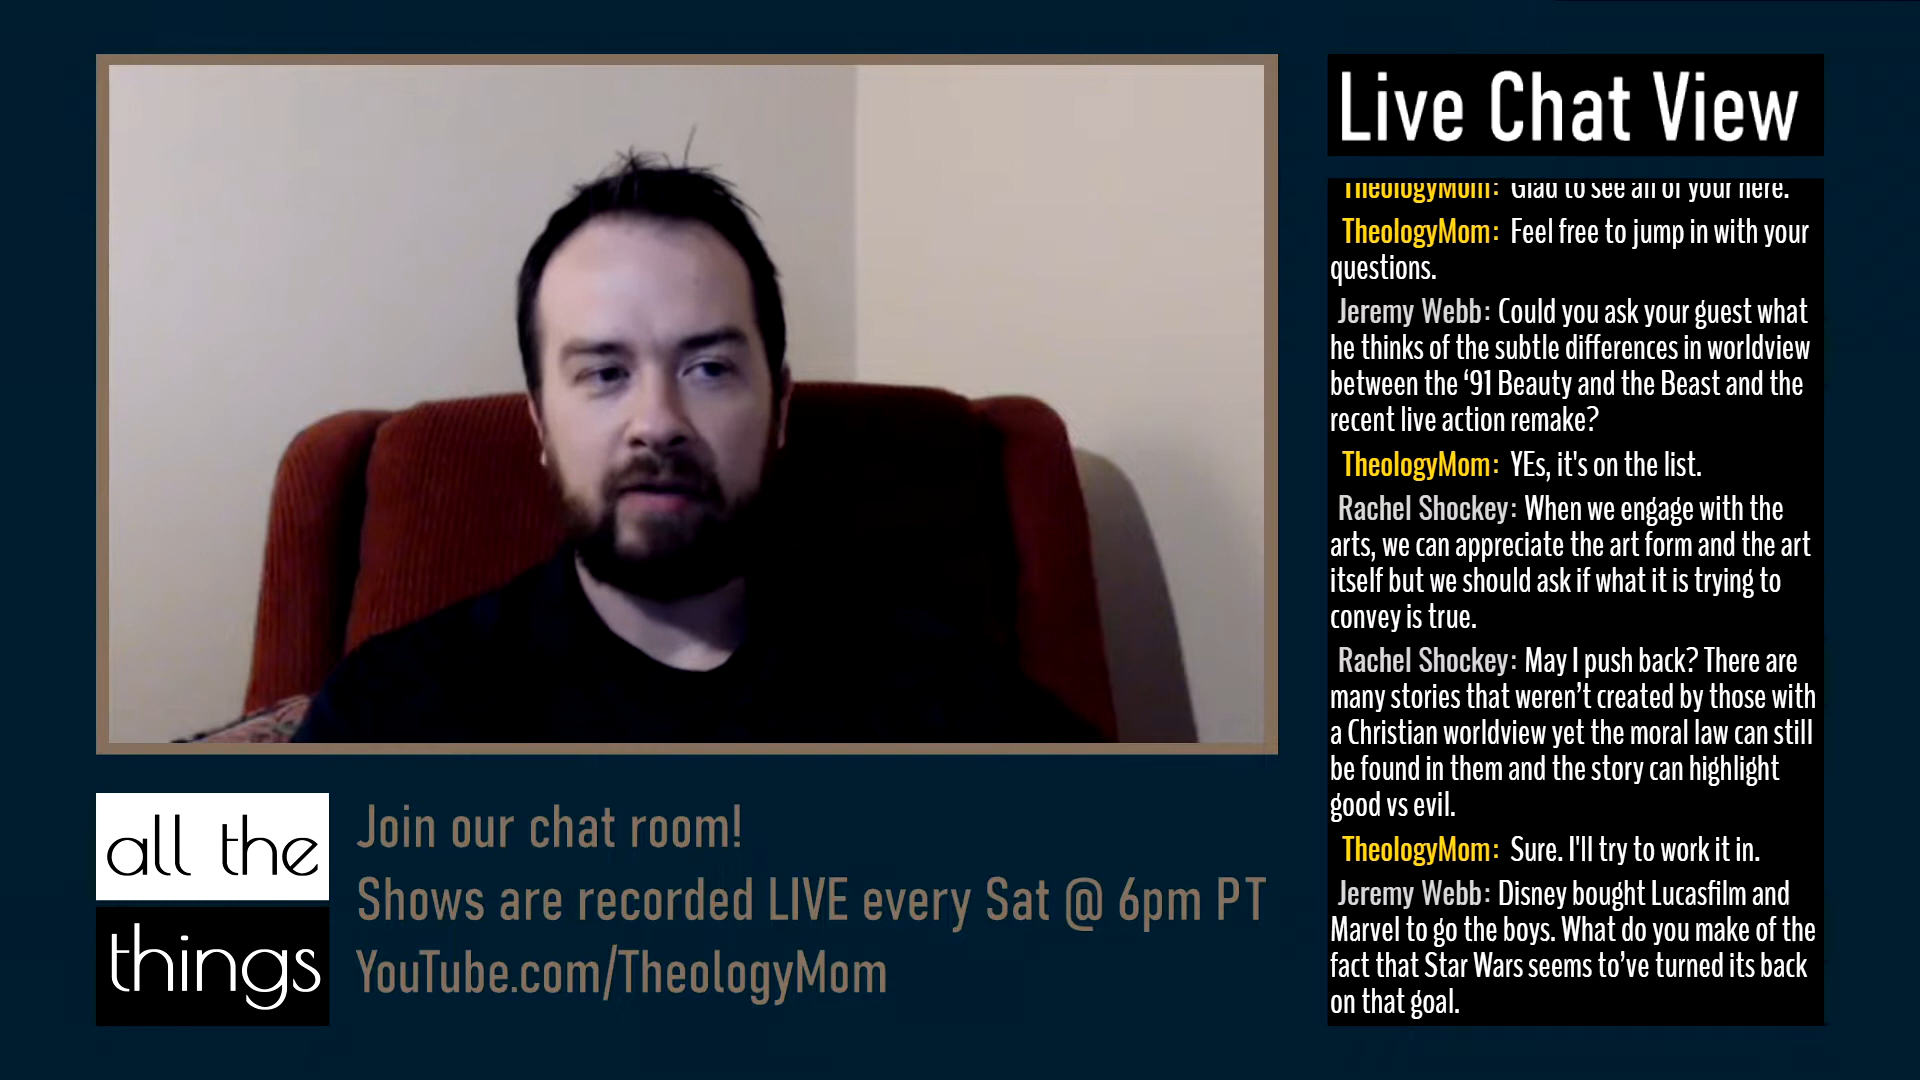 Live Chat View
TheologyMom: Glad to see all of your here.
TheologyMom: Feel free to jump in with your
questions.
Jeremy Webb: Could you ask your guest what
he thinks of the subtle differences in worldview
between the ‘91 Beauty and the Beast and the
recent live action remake?
TheologyMom: YEs, it's on the list.
Rachel Shockey: When we engage with the
arts, we can appreciate the art form and the art
itself but we should ask if what it is trying to
convey is true.
Rachel Shockey: May I push back? There are
many stories that weren’t created by those with
a Christian worldview yet the moral law can still
be found in them and the story can highlight
good vs evil.
TheologyMom: Sure. I'll try to work it in.
Jeremy Webb: Disney bought Lucasfilm and
Marvel to go the boys. What do you make of the
fact that Star Wars seems to’ve turned its back
on that goal.
all the
things
Join our chat room!
Shows are recorded LIVE every Sat @ 6pm PT
YouTube.com/TheologyMom